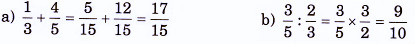 a) 1/3 + 4/5 = 5/15 + 12/15 = 17/15 b) 3/5 : 2/3 = 3/5 × 3/2 = 9/10